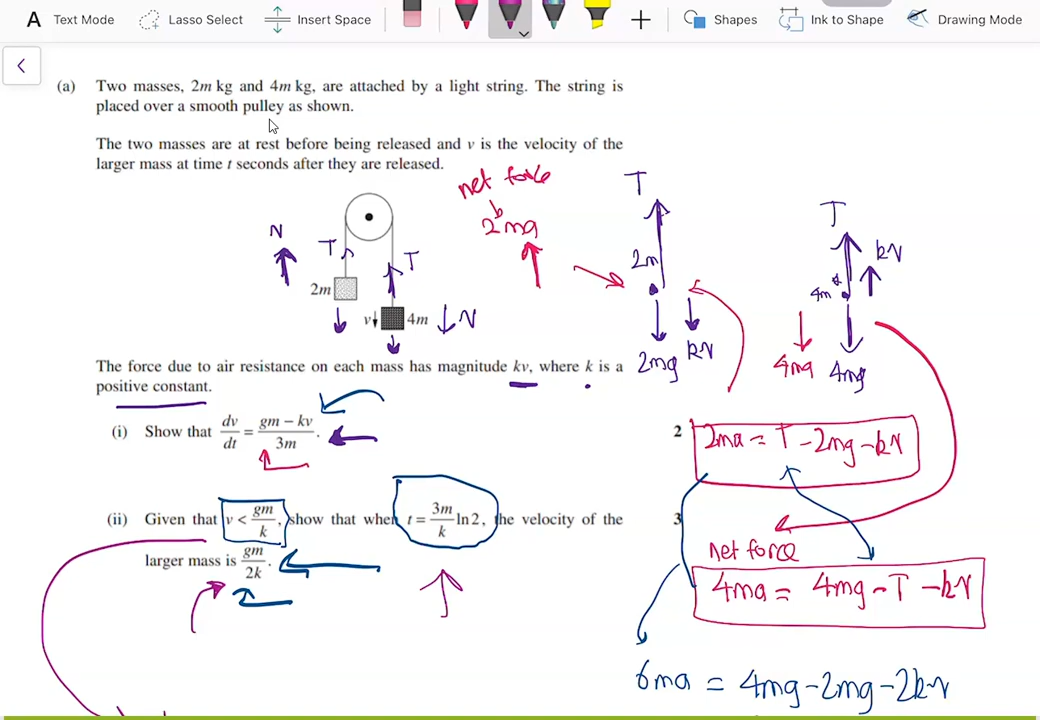 A Text Mode Lasso Select Insert Space Shapes Ink to Shape Drawing Mode
(a) Two masses, 2m kg and 4m kg, are attached by a light string. The string is
placed over a smooth pulley as shown.
The two masses are at rest before being released and v is the velocity of the
larger mass at time t seconds after they are released.
net force
2mg
N
T
T
2m
v
4m
N
T
2m
2mg
kv
T
kv
4m
4ma
4mg
The force due to air resistance on each mass has magnitude kv, where k is a
positive constant.
(i) Show that dv/dt = (gm − kv)/3m.
2
2ma = T - 2mg - kv
(ii) Given that v < gm/k, show that when t = 3m/k ln 2, the velocity of the
3
larger mass is gm/2k.
net force
4ma = 4mg - T - kv
6ma = 4mg - 2mg - 2kv